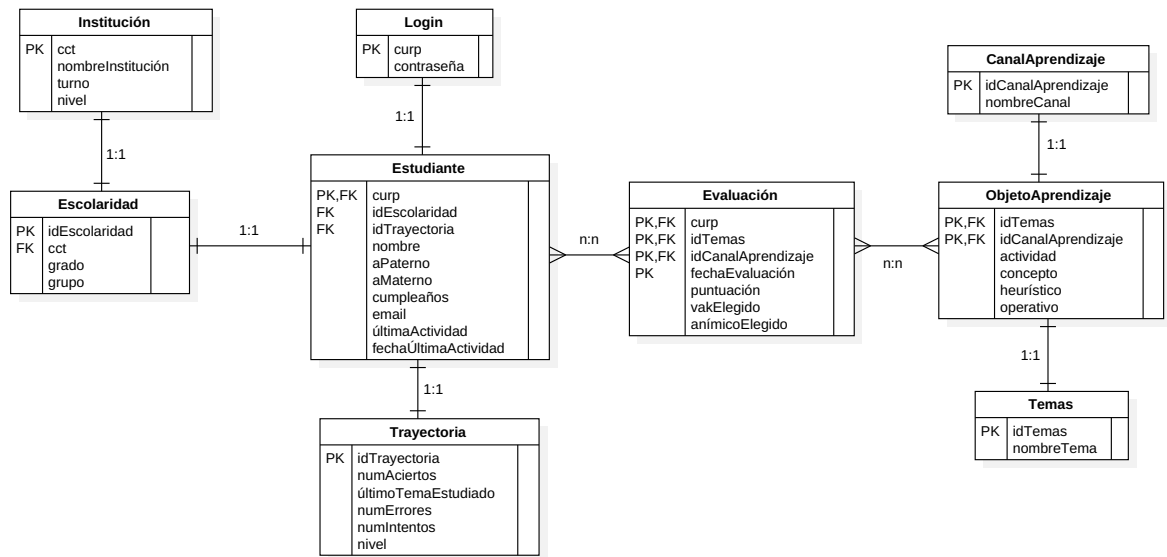 Institución
PK cct
nombreInstitución
turno
nivel
1:1
Escolaridad
PK idEscolaridad
FK cct
grado
grupo
1:1
Login
PK curp
contraseña
1:1
Estudiante
PK,FK curp
FK idEscolaridad
FK idTrayectoria
nombre
aPaterno
aMaterno
cumpleaños
email
últimaActividad
fechaÚltimaActividad
1:1
Trayectoria
PK idTrayectoria
numAciertos
últimoTemaEstudiado
numErrores
numIntentos
nivel
n:n
Evaluación
PK,FK curp
PK,FK idTemas
PK,FK idCanalAprendizaje
PK fechaEvaluación
puntuación
vakElegido
anímicoElegido
n:n
CanalAprendizaje
PK idCanalAprendizaje
nombreCanal
1:1
ObjetoAprendizaje
PK,FK idTemas
PK,FK idCanalAprendizaje
actividad
concepto
heurístico
operativo
1:1
Temas
PK idTemas
nombreTema